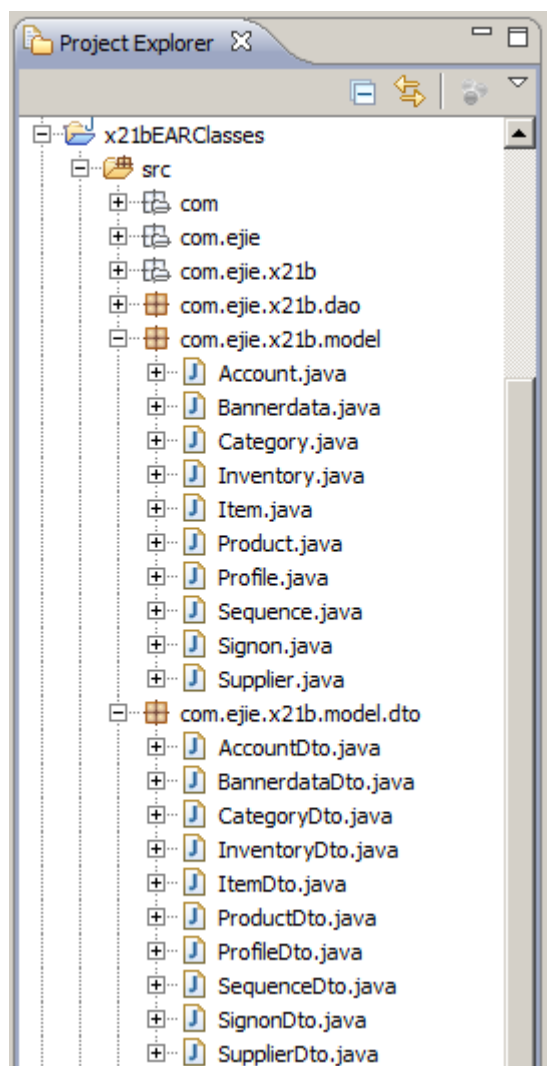 Project Explorer
x21bEARClasses
src
com
com.ejie
com.ejie.x21b
com.ejie.x21b.dao
com.ejie.x21b.model
Account.java
Bannerdata.java
Category.java
Inventory.java
Item.java
Product.java
Profile.java
Sequence.java
Signon.java
Supplier.java
com.ejie.x21b.model.dto
AccountDto.java
BannerdataDto.java
CategoryDto.java
InventoryDto.java
ItemDto.java
ProductDto.java
ProfileDto.java
SequenceDto.java
SignonDto.java
SupplierDto.java